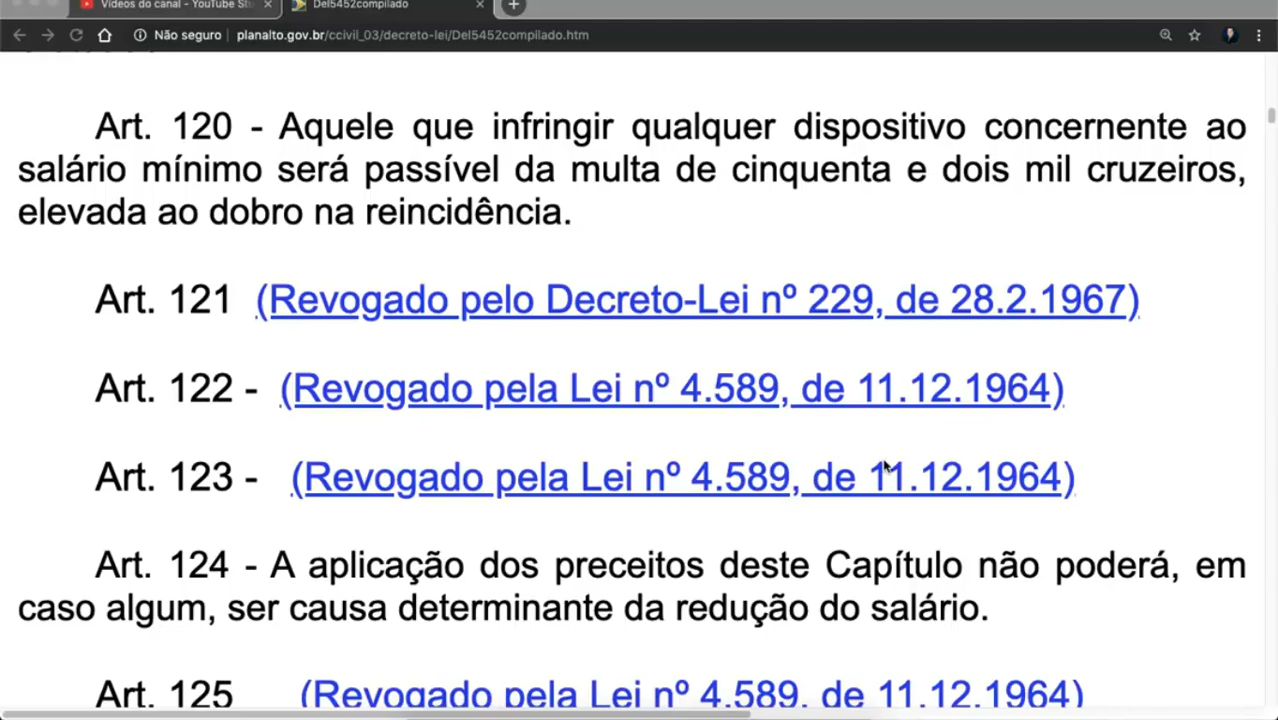 Vídeos do canal - YouTube Stu
Del5452compilado
Não seguro | planalto.gov.br/ccivil_03/decreto-lei/Del5452compilado.htm
Art. 120 - Aquele que infringir qualquer dispositivo concernente ao
salário mínimo será passível da multa de cinquenta e dois mil cruzeiros,
elevada ao dobro na reincidência.
Art. 121 (Revogado pelo Decreto-Lei nº 229, de 28.2.1967)
Art. 122 - (Revogado pela Lei nº 4.589, de 11.12.1964)
Art. 123 - (Revogado pela Lei nº 4.589, de 11.12.1964)
Art. 124 - A aplicação dos preceitos deste Capítulo não poderá, em
caso algum, ser causa determinante da redução do salário.
Art. 125 (Revogado pela Lei nº 4.589, de 11.12.1964)